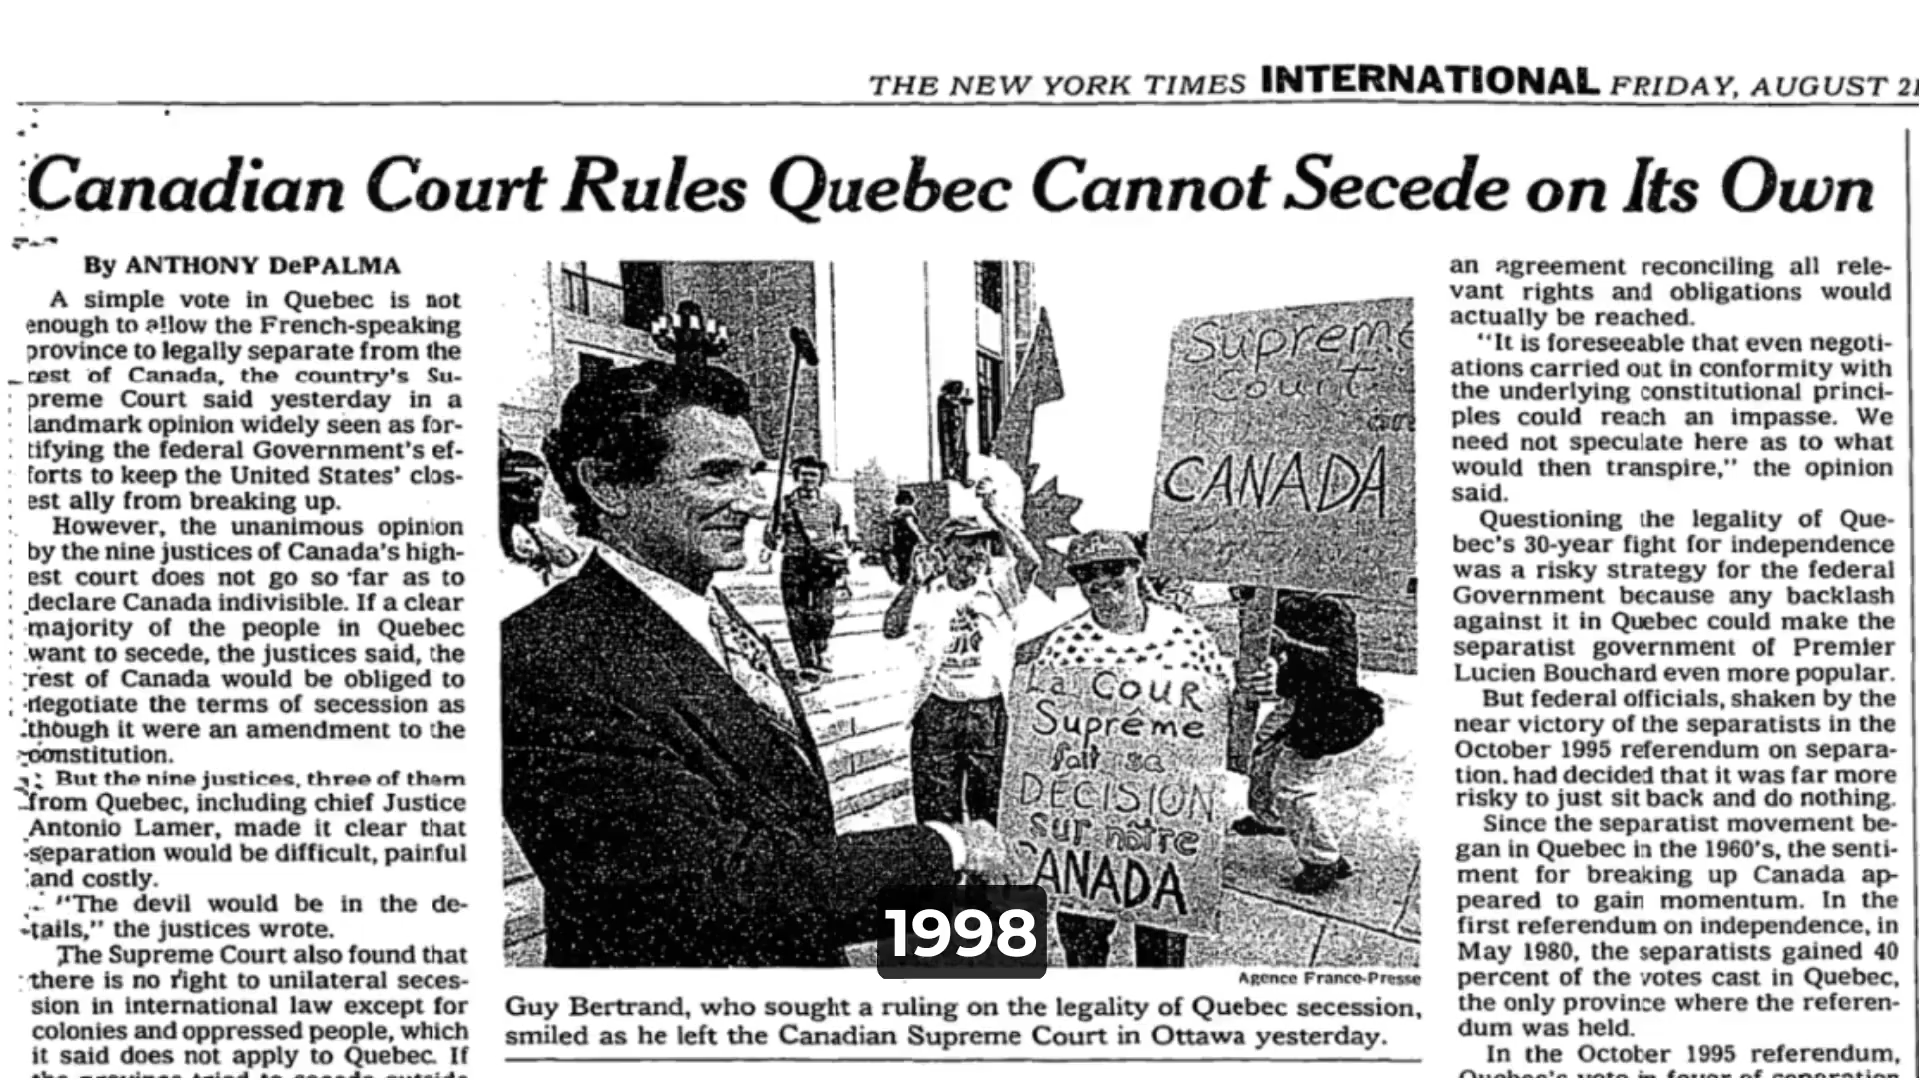 THE NEW YORK TIMES INTERNATIONAL FRIDAY, AUGUST 21
Canadian Court Rules Quebec Cannot Secede on Its Own
By ANTHONY DePALMA
A simple vote in Quebec is not
enough to allow the French-speaking
province to legally separate from the
rest of Canada, the country's Su-
preme Court said yesterday in a
landmark opinion widely seen as for-
tifying the federal Government's ef-
forts to keep the United States' clos-
est ally from breaking up.
However, the unanimous opinion
by the nine justices of Canada's high-
est court does not go so far as to
declare Canada indivisible. If a clear
majority of the people in Quebec
want to secede, the justices said, the
rest of Canada would be obliged to
negotiate the terms of secession as
though it were an amendment to the
constitution.
But the nine justices, three of them
from Quebec, including chief Justice
Antonio Lamer, made it clear that
separation would be difficult, painful
and costly.
"The devil would be in the de-
tails," the justices wrote.
The Supreme Court also found that
there is no right to unilateral seces-
sion in international law except for
colonies and oppressed people, which
it said does not apply to Quebec. If
Supreme
Court
CANADA
La COUR
Suprême
fait sa
DÉCISION
sur nôtre
CANADA
1998
Agence France-Presse
Guy Bertrand, who sought a ruling on the legality of Quebec secession,
smiled as he left the Canadian Supreme Court in Ottawa yesterday.
an agreement reconciling all rele-
vant rights and obligations would
actually be reached.
"It is foreseeable that even negoti-
ations carried out in conformity with
the underlying constitutional princi-
ples could reach an impasse. We
need not speculate here as to what
would then transpire," the opinion
said.
Questioning the legality of Que-
bec's 30-year fight for independence
was a risky strategy for the federal
Government because any backlash
against it in Quebec could make the
separatist government of Premier
Lucien Bouchard even more popular.
But federal officials, shaken by the
near victory of the separatists in the
October 1995 referendum on separa-
tion, had decided that it was far more
risky to just sit back and do nothing.
Since the separatist movement be-
gan in Quebec in the 1960's, the senti-
ment for breaking up Canada ap-
peared to gain momentum. In the
first referendum on independence, in
May 1980, the separatists gained 40
percent of the votes cast in Quebec,
the only province where the referen-
dum was held.
In the October 1995 referendum,